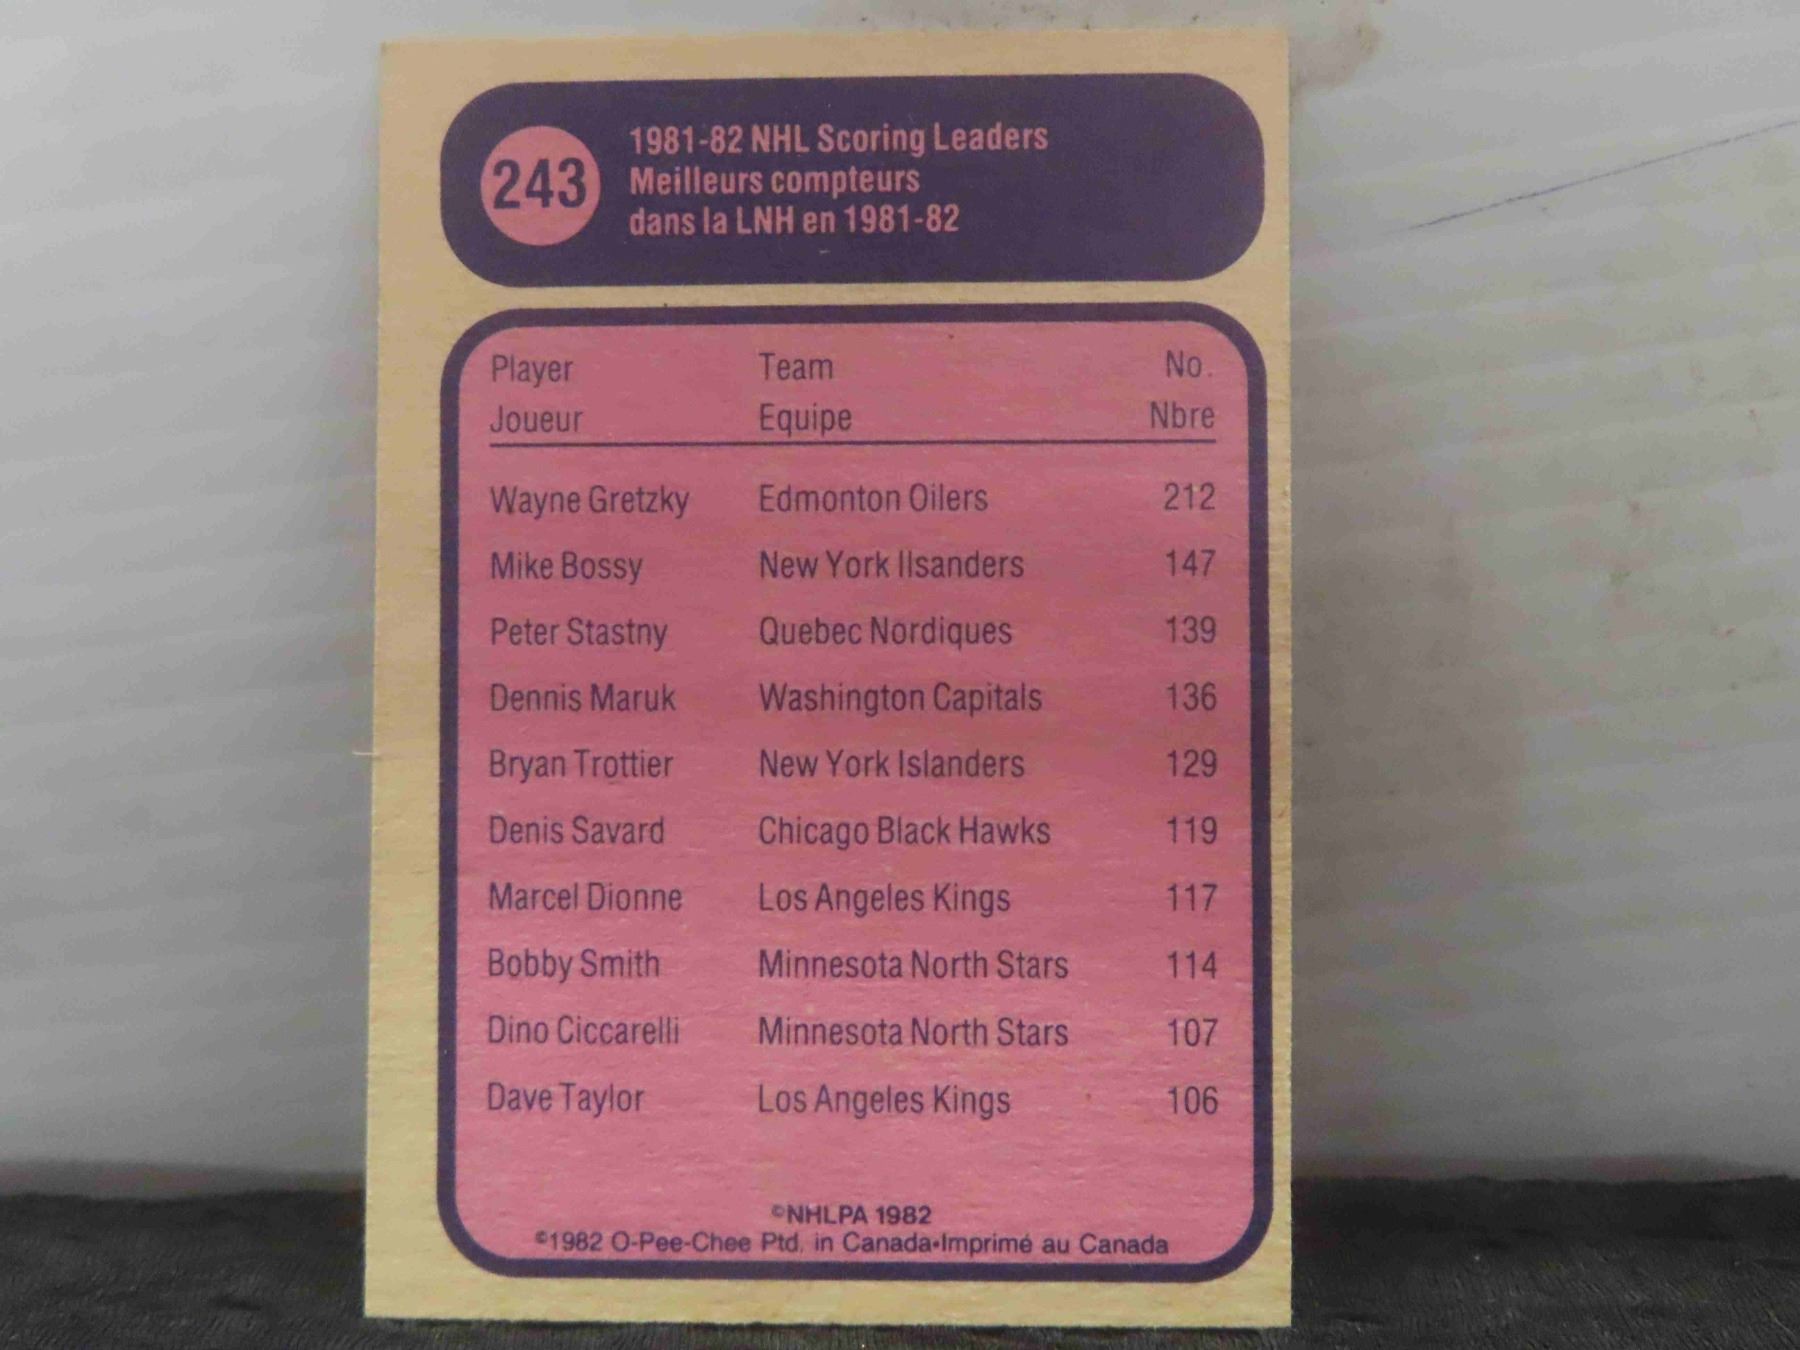 243
1981-82 NHL Scoring Leaders
Meilleurs compteurs
dans la LNH en 1981-82
Player Team No.
Joueur Equipe Nbre
Wayne Gretzky Edmonton Oilers 212
Mike Bossy New York Ilsanders 147
Peter Stastny Quebec Nordiques 139
Dennis Maruk Washington Capitals 136
Bryan Trottier New York Islanders 129
Denis Savard Chicago Black Hawks 119
Marcel Dionne Los Angeles Kings 117
Bobby Smith Minnesota North Stars 114
Dino Ciccarelli Minnesota North Stars 107
Dave Taylor Los Angeles Kings 106
©NHLPA 1982
©1982 O-Pee-Chee Ptd. in Canada•Imprimé au Canada